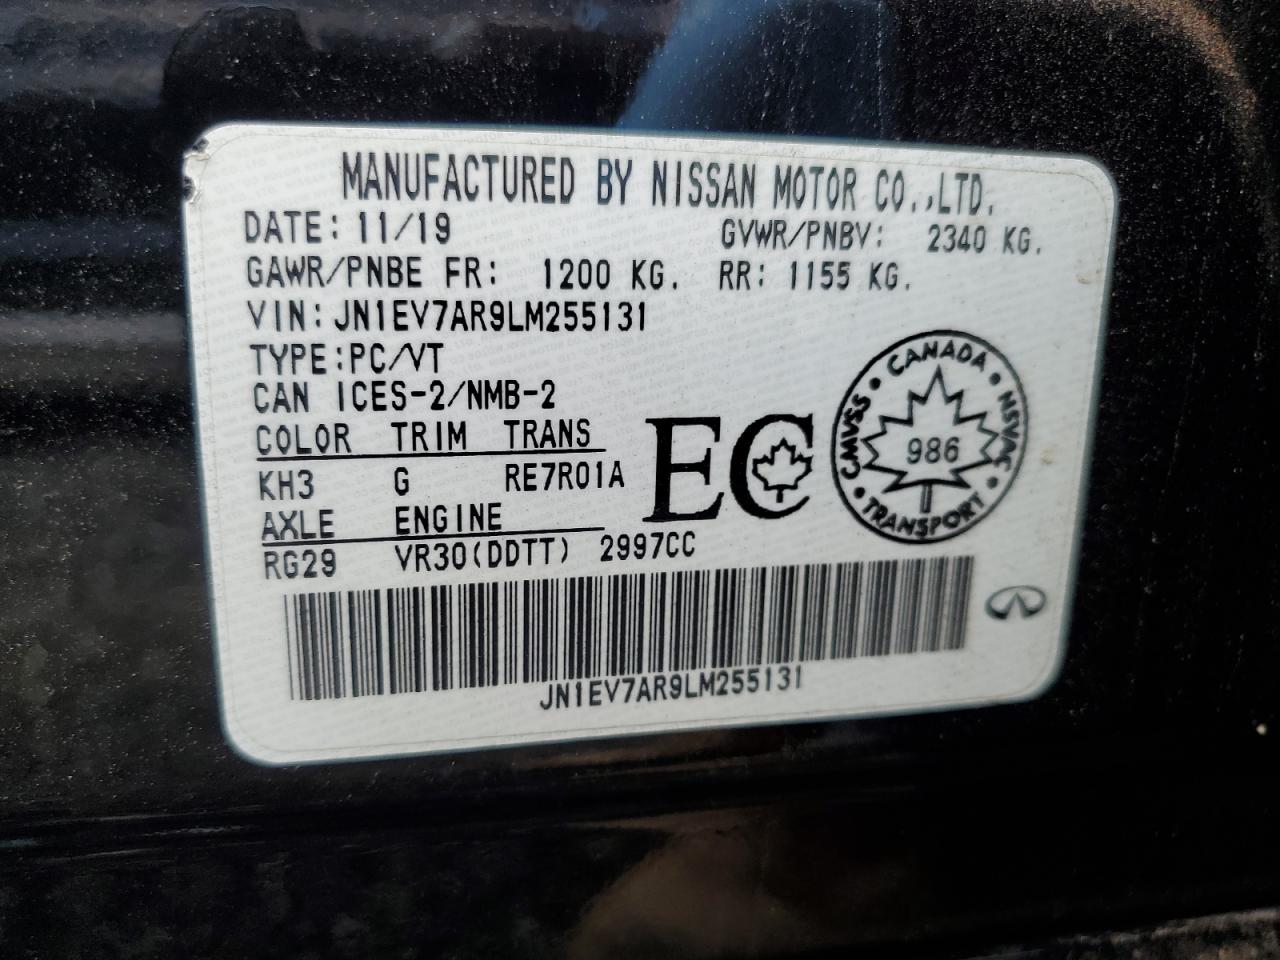 MANUFACTURED BY NISSAN MOTOR CO.,LTD.
DATE: 11/19 GVWR/PNBV: 2340 KG.
GAWR/PNBE FR: 1200 KG. RR: 1155 KG.
VIN: JN1EV7AR9LM255131
TYPE:PC/VT
CAN ICES-2/NMB-2
COLOR TRIM TRANS
KH3 G RE7R01A
AXLE ENGINE
RG29 VR30(DDTT) 2997CC
EC
CANADA • NSVAC • TRANSPORT • CMVSS •
986
JN1EV7AR9LM255131